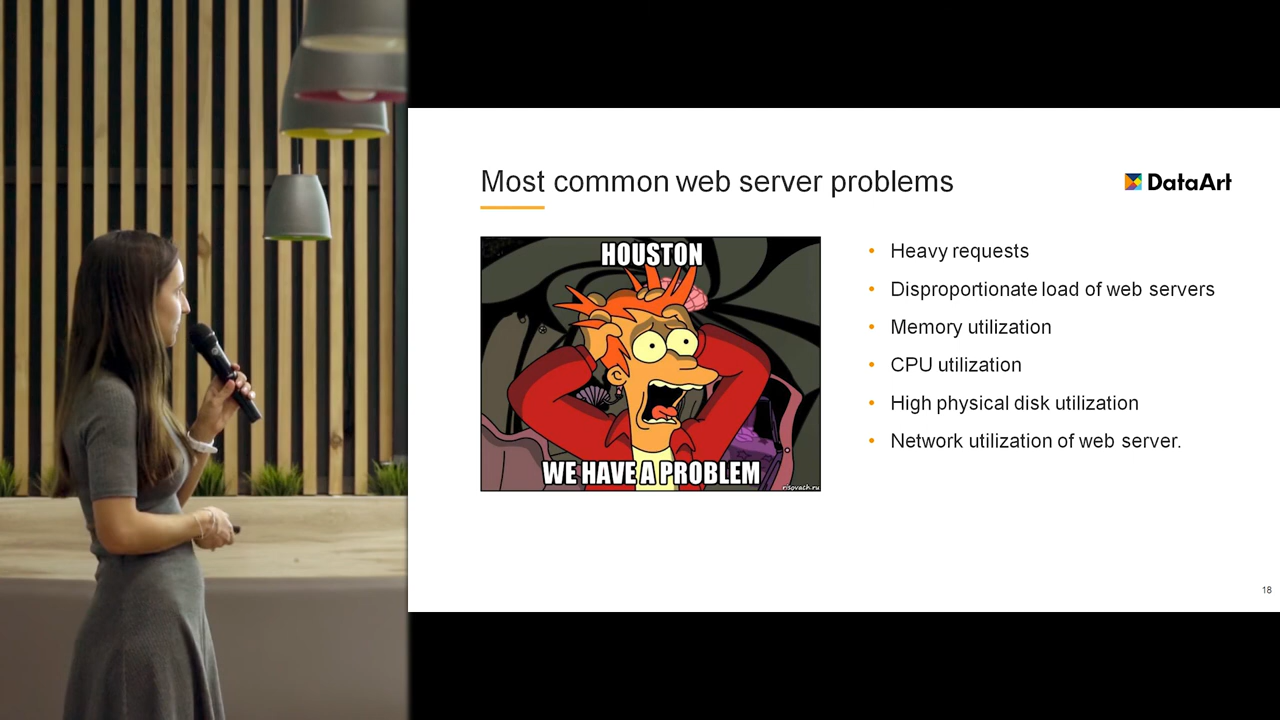 Most common web server problems
DataArt
HOUSTON
WE HAVE A PROBLEM
risovach.ru
• Heavy requests
• Disproportionate load of web servers
• Memory utilization
• CPU utilization
• High physical disk utilization
• Network utilization of web server.
18